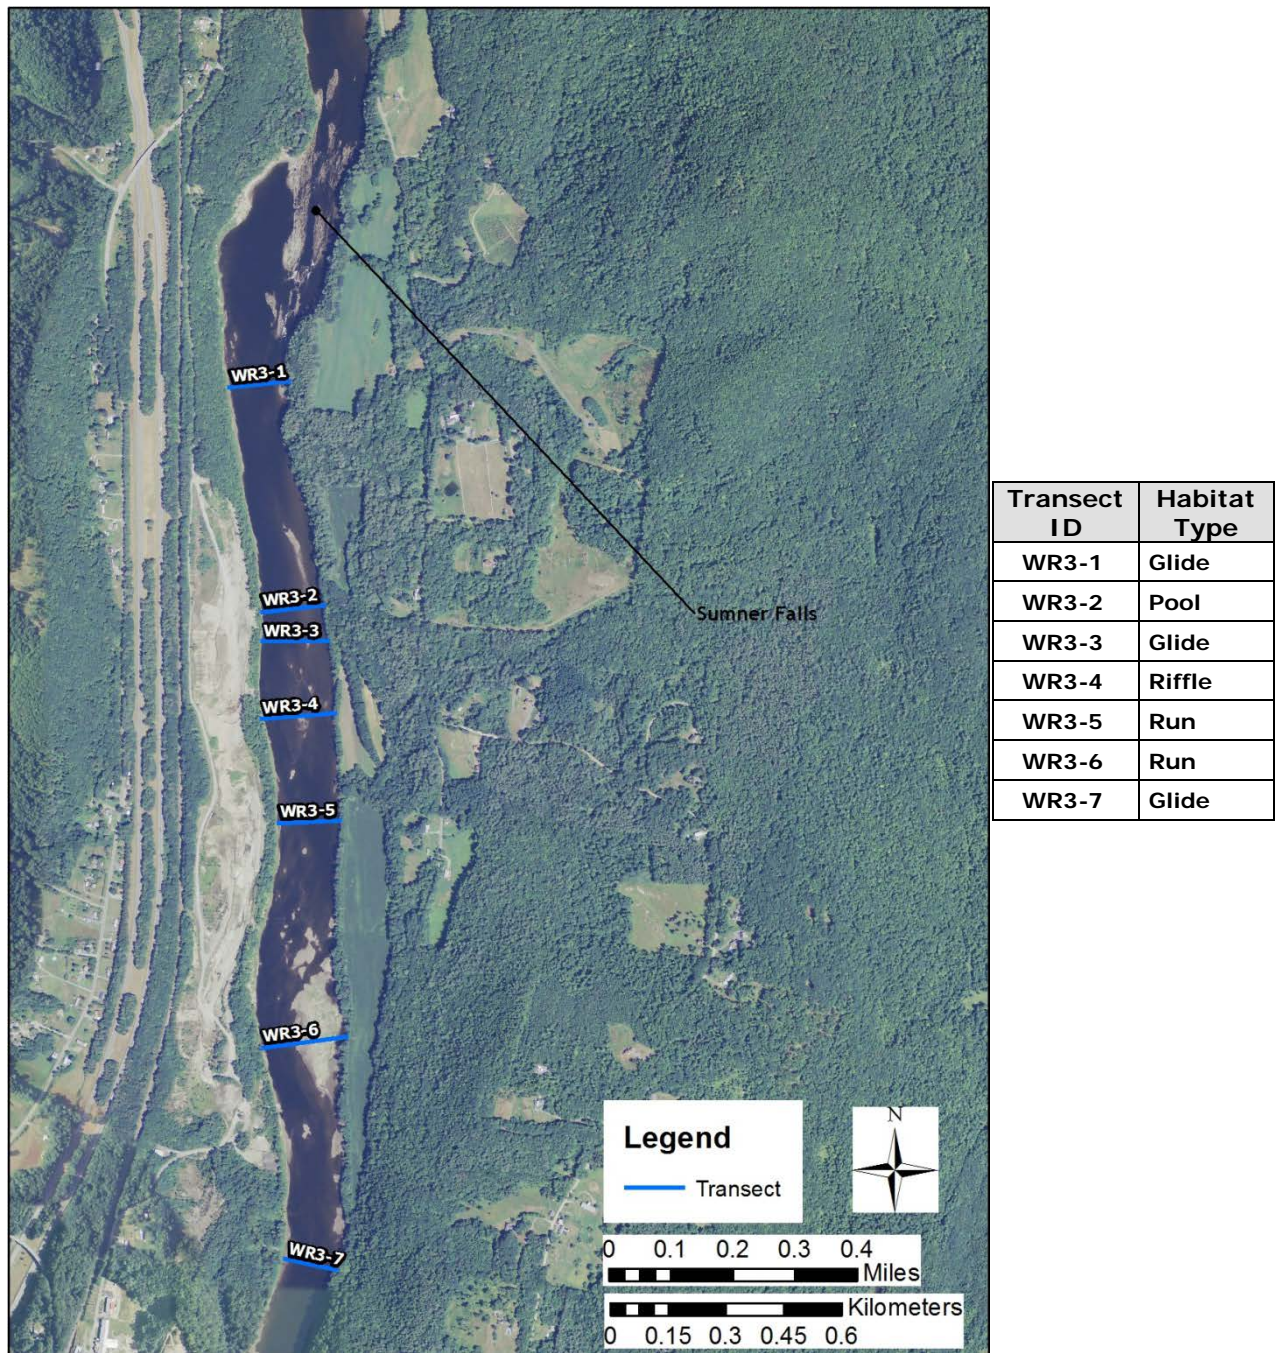 WR3-1
WR3-2
WR3-3
WR3-4
WR3-5
WR3-6
WR3-7
Sumner Falls
Legend
Transect
N
0 0.1 0.2 0.3 0.4
Miles
Kilometers
0 0.15 0.3 0.45 0.6
Transect ID Habitat Type
WR3-1 Glide
WR3-2 Pool
WR3-3 Glide
WR3-4 Riffle
WR3-5 Run
WR3-6 Run
WR3-7 Glide